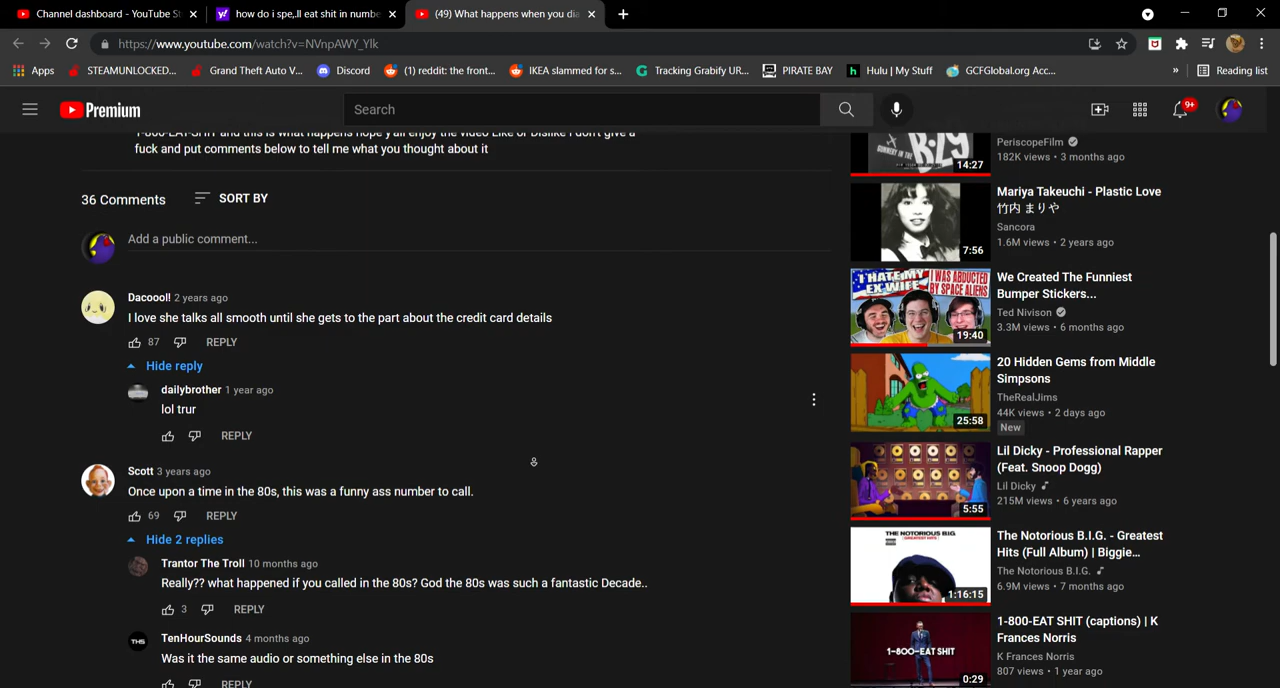 Channel dashboard - YouTube St
how do i spe,.ll eat shit in numbe
(49) What happens when you dia
https://www.youtube.com/watch?v=NVnpAWY_Ylk
Apps
STEAMUNLOCKED...
Grand Theft Auto V...
Discord
(1) reddit: the front...
IKEA slammed for s...
Tracking Grabify UR...
PIRATE BAY
Hulu | My Stuff
GCFGlobal.org Acc...
»
Reading list
Premium
Search
9+
1-800-EAT-SHIT and this is what happens hope y'all enjoy the video Like or Dislike I don't give a
fuck and put comments below to tell me what you thought about it
36 Comments
SORT BY
Add a public comment...
Dacoool! 2 years ago
I love she talks all smooth until she gets to the part about the credit card details
87 REPLY
Hide reply
dailybrother 1 year ago
lol trur
REPLY
Scott 3 years ago
Once upon a time in the 80s, this was a funny ass number to call.
69 REPLY
Hide 2 replies
Trantor The Troll 10 months ago
Really?? what happened if you called in the 80s? God the 80s was such a fantastic Decade..
3 REPLY
THS
TenHourSounds 4 months ago
Was it the same audio or something else in the 80s
REPLY
14:27
PeriscopeFilm
182K views • 3 months ago
7:56
Mariya Takeuchi - Plastic Love
竹内 まりや
Sancora
1.6M views • 2 years ago
I HATE MY EX-WIFE
I WAS ABDUCTED BY SPACE ALIENS
19:40
We Created The Funniest
Bumper Stickers...
Ted Nivison
3.3M views • 6 months ago
25:58
20 Hidden Gems from Middle
Simpsons
TheRealJims
44K views • 2 days ago
New
5:55
Lil Dicky - Professional Rapper
(Feat. Snoop Dogg)
Lil Dicky
215M views • 6 years ago
THE NOTORIOUS B.I.G.
1:16:15
The Notorious B.I.G. - Greatest
Hits (Full Album) | Biggie...
The Notorious B.I.G.
6.9M views • 7 months ago
1-800-EAT SHIT
0:29
1-800-EAT SHIT (captions) | K
Frances Norris
K Frances Norris
807 views • 1 year ago